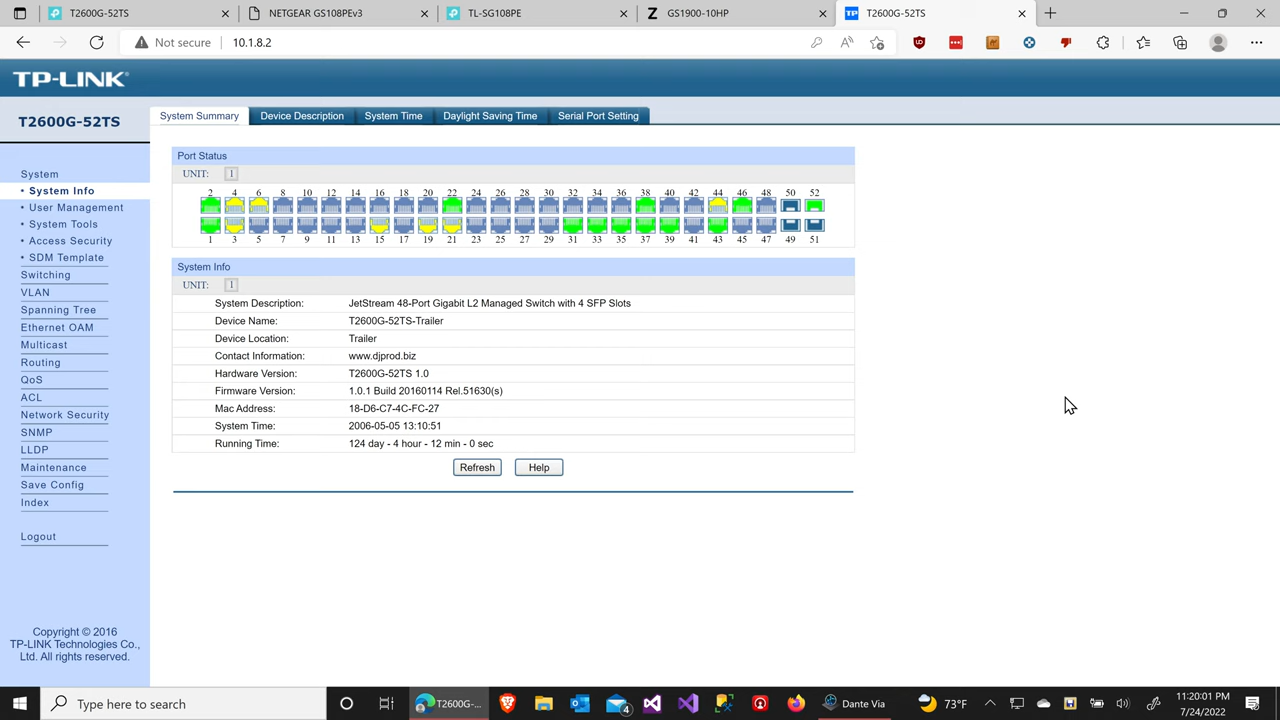 T2600G-52TS
NETGEAR GS108PEv3
TL-SG108PE
GS1900-10HP
T2600G-52TS
Not secure
10.1.8.2
TP-LINK
T2600G-52TS
System Summary
Device Description
System Time
Daylight Saving Time
Serial Port Setting
System
• System Info
• User Management
• System Tools
• Access Security
• SDM Template
Switching
VLAN
Spanning Tree
Ethernet OAM
Multicast
Routing
QoS
ACL
Network Security
SNMP
LLDP
Maintenance
Save Config
Index
Logout
Copyright © 2016
TP-LINK Technologies Co.,
Ltd. All rights reserved.
Port Status
UNIT: 1
2 4 6 8 10 12 14 16 18 20 22 24 26 28 30 32 34 36 38 40 42 44 46 48 50 52
1 3 5 7 9 11 13 15 17 19 21 23 25 27 29 31 33 35 37 39 41 43 45 47 49 51
System Info
UNIT: 1
System Description: JetStream 48-Port Gigabit L2 Managed Switch with 4 SFP Slots
Device Name: T2600G-52TS-Trailer
Device Location: Trailer
Contact Information: www.djprod.biz
Hardware Version: T2600G-52TS 1.0
Firmware Version: 1.0.1 Build 20160114 Rel.51630(s)
Mac Address: 18-D6-C7-4C-FC-27
System Time: 2006-05-05 13:10:51
Running Time: 124 day - 4 hour - 12 min - 0 sec
Refresh
Help
Type here to search
T2600G-...
4
Dante Via
73°F
11:20:01 PM
7/24/2022